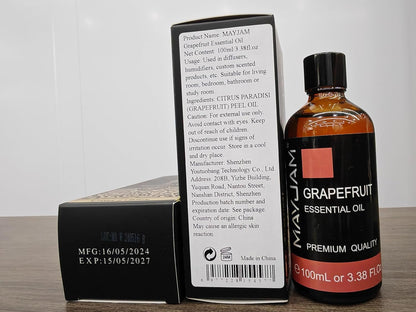 Product Name: MAYJAM
Grapefruit Essential Oil
Net Content: 100ml/3.38fl.oz
Usage: Used in diffusers,
humidifiers, custom scented
products, etc. Suitable for living
room, bedroom, bathroom or
study room.
Ingredients: CITRUS PARADISI
(GRAPEFRUIT) PEEL OIL
Caution: For external use only.
Avoid contact with eyes. Keep
out of reach of children.
Discontinue use if signs of
irritation occur. Store in a cool
and dry place.
Manufacturer: Shenzhen
Youtuobang Technology Co., Ltd.
Address: 208B, Yizhe Building,
Yuquan Road, Nantou Street,
Nanshan District, Shenzhen
Production batch number and
expiration date: See package.
Country of origin: China
May cause an allergic skin
reaction.
24M
Made in China
MFG:16/05/2024
EXP:15/05/2027
MAYJAM
GRAPEFRUIT
ESSENTIAL OIL
PREMIUM QUALITY
100mL or 3.38 Fl.Oz